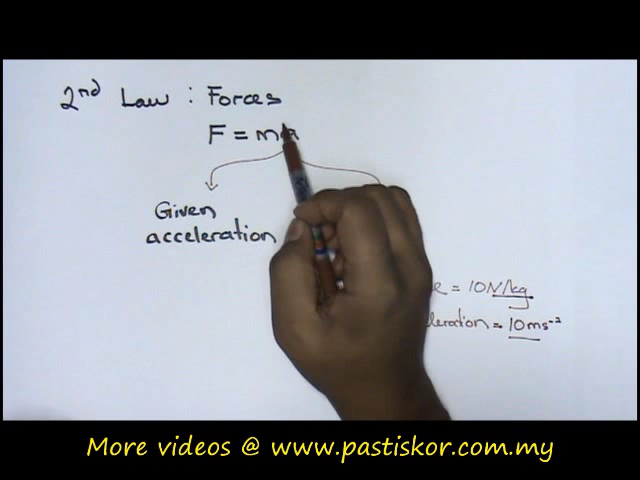 2nd Law : Forces
F = ma
Given
acceleration
= 10N/kg
= 10ms-2
More videos @ www.pastiskor.com.my